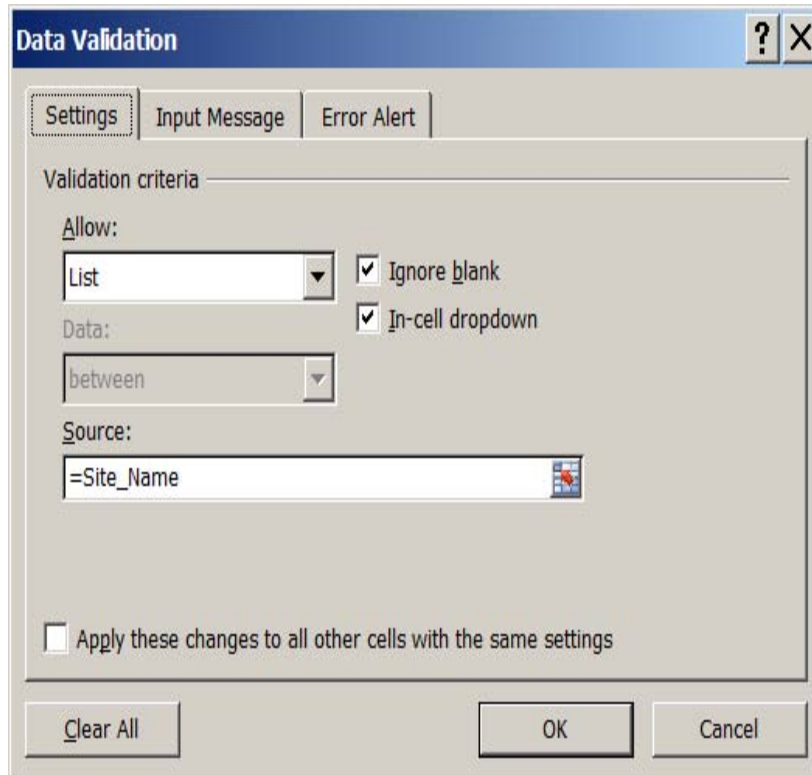 Data Validation ?
Settings Input Message Error Alert
Validation criteria
Allow:
List
Ignore blank
In-cell dropdown
Data:
between
Source:
=Site_Name
Apply these changes to all other cells with the same settings
Clear All OK Cancel